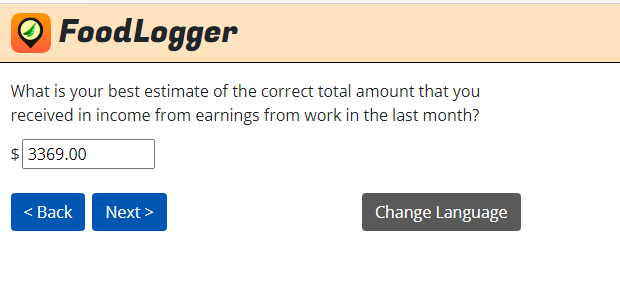 FoodLogger
What is your best estimate of the correct total amount that you
received in income from earnings from work in the last month?
$ 3369.00
< Back Next > Change Language